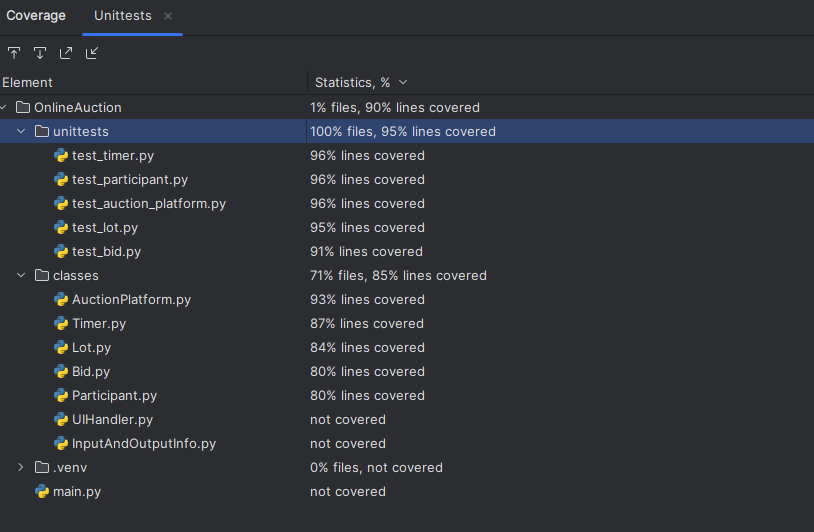 Coverage Unittests
Element Statistics, %
OnlineAuction 1% files, 90% lines covered
unittests 100% files, 95% lines covered
test_timer.py 96% lines covered
test_participant.py 96% lines covered
test_auction_platform.py 96% lines covered
test_lot.py 95% lines covered
test_bid.py 91% lines covered
classes 71% files, 85% lines covered
AuctionPlatform.py 93% lines covered
Timer.py 87% lines covered
Lot.py 84% lines covered
Bid.py 80% lines covered
Participant.py 80% lines covered
UIHandler.py not covered
InputAndOutputInfo.py not covered
.venv 0% files, not covered
main.py not covered